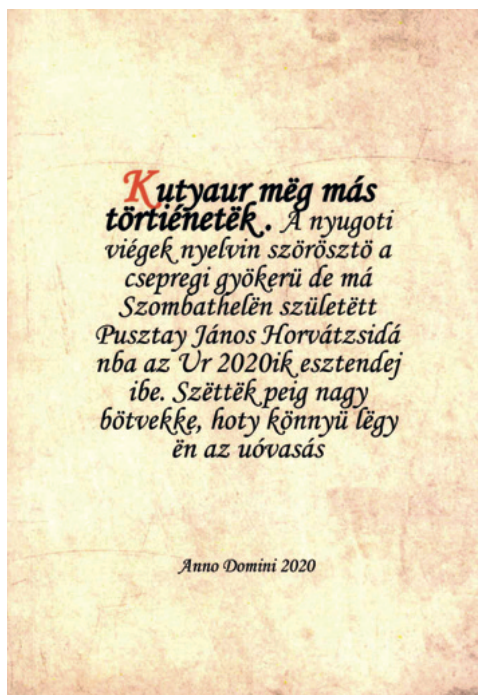 Kutyaur mëg más
törtiénetëk . A nyugoti
viégek nyelvin szörösztö a
csepregi gyökerü de má
Szombathelën születëtt
Pusztay János Horvátzsidá
nba az Ur 2020ik esztendej
ibe. Szëttëk peig nagy
bötvekke, hoty könnyü lëgy
ën az uóvasás
Anno Domini 2020